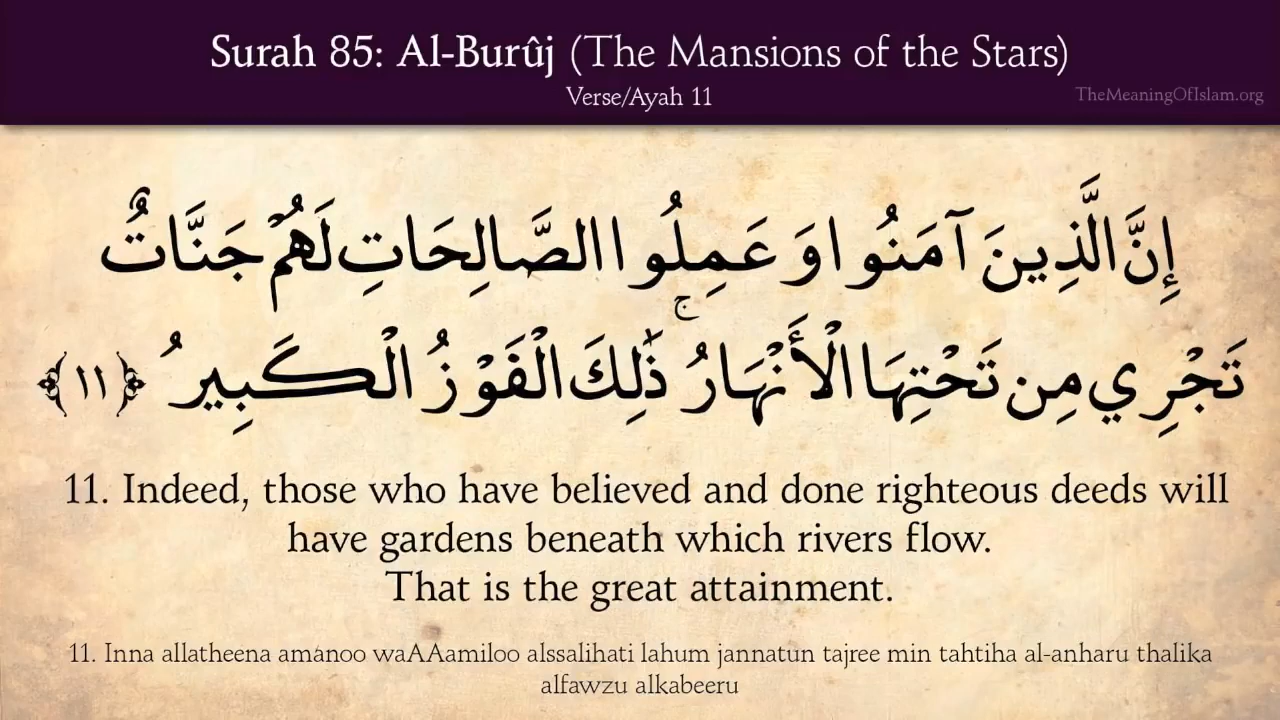 Surah 85: Al-Burûj (The Mansions of the Stars)
Verse/Ayah 11
TheMeaningOfIslam.org
إِنَّ الَّذِينَ آمَنُوا وَعَمِلُوا الصَّالِحَاتِ لَهُمْ جَنَّاتٌ
تَجْرِي مِن تَحْتِهَا الْأَنْهَارُ ۚ ذَٰلِكَ الْفَوْزُ الْكَبِيرُ ﴿١١﴾
11. Indeed, those who have believed and done righteous deeds will
have gardens beneath which rivers flow.
That is the great attainment.
11. Inna allatheena amanoo waAAamiloo alssalihati lahum jannatun tajree min tahtiha al-anharu thalika
alfawzu alkabeeru